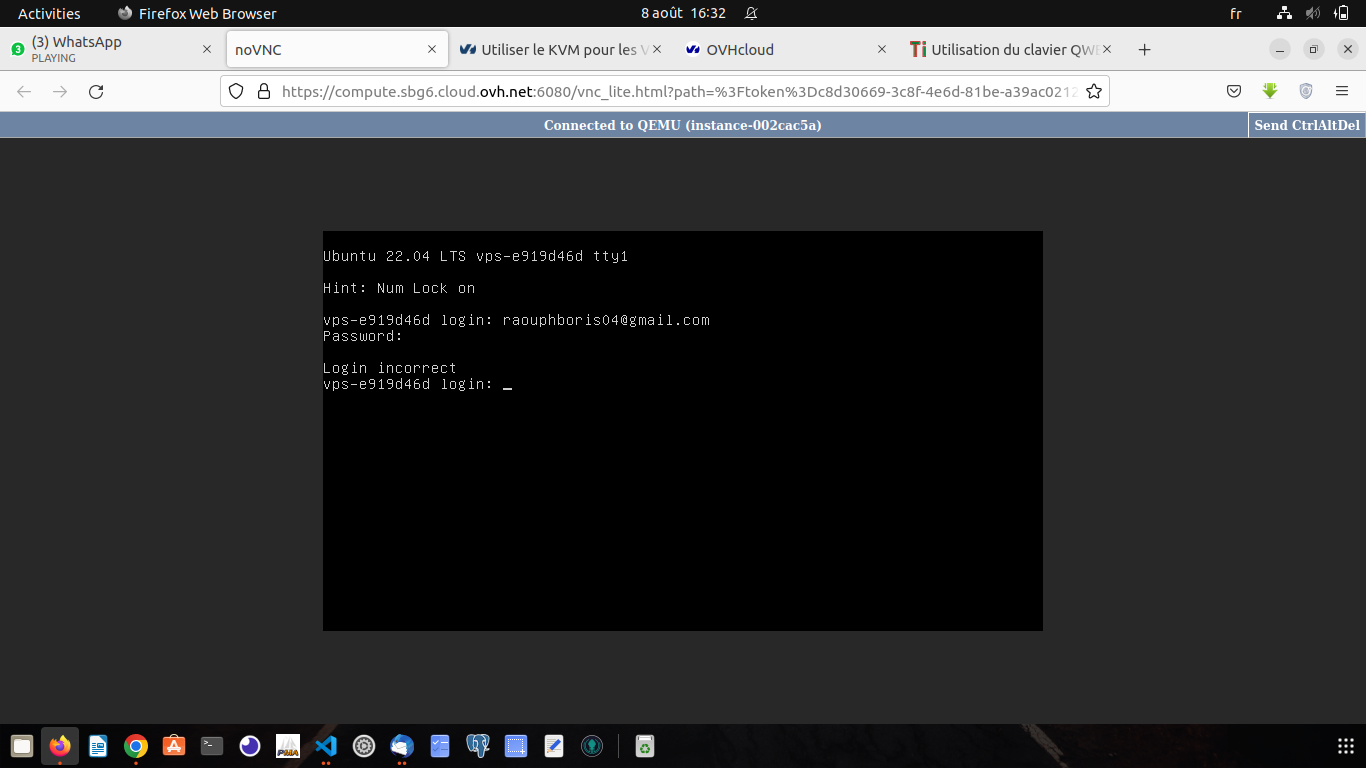 Activities
Firefox Web Browser
8 août 16:32
fr
3
(3) WhatsApp
PLAYING
noVNC
Utiliser le KVM pour les V
OVHcloud
Ti
Utilisation du clavier QWE
https://compute.sbg6.cloud.ovh.net:6080/vnc_lite.html?path=%3Ftoken%3Dc8d30669-3c8f-4e6d-81be-a39ac0212
Connected to QEMU (instance-002cac5a)
Send CtrlAltDel
Ubuntu 22.04 LTS vps-e919d46d tty1
Hint: Num Lock on
vps-e919d46d login: raouphboris04@gmail.com
Password:
Login incorrect
vps-e919d46d login: _
PMA